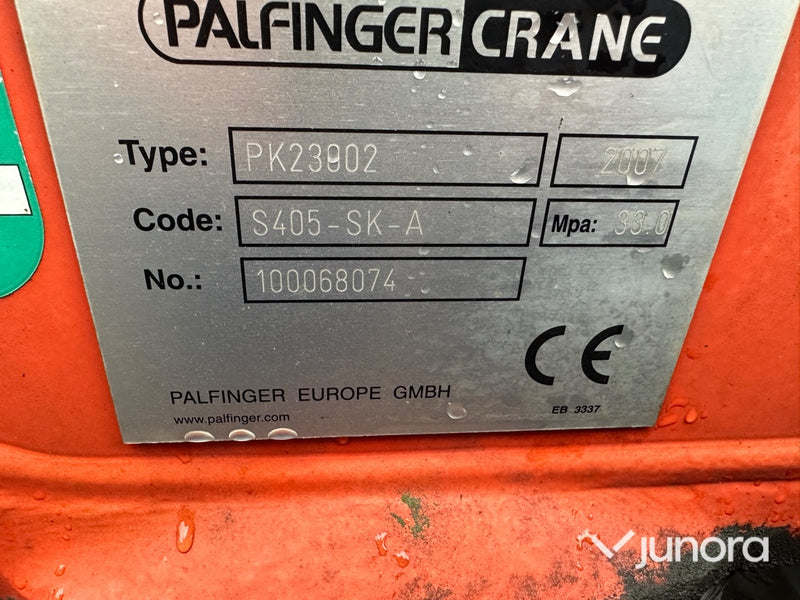 PALFINGER CRANE
Type: PK23002 2007
Code: S405-SK-A Mpa: 33.0
No.: 100068074
CE
PALFINGER EUROPE GMBH
www.palfinger.com EB 3337
junora